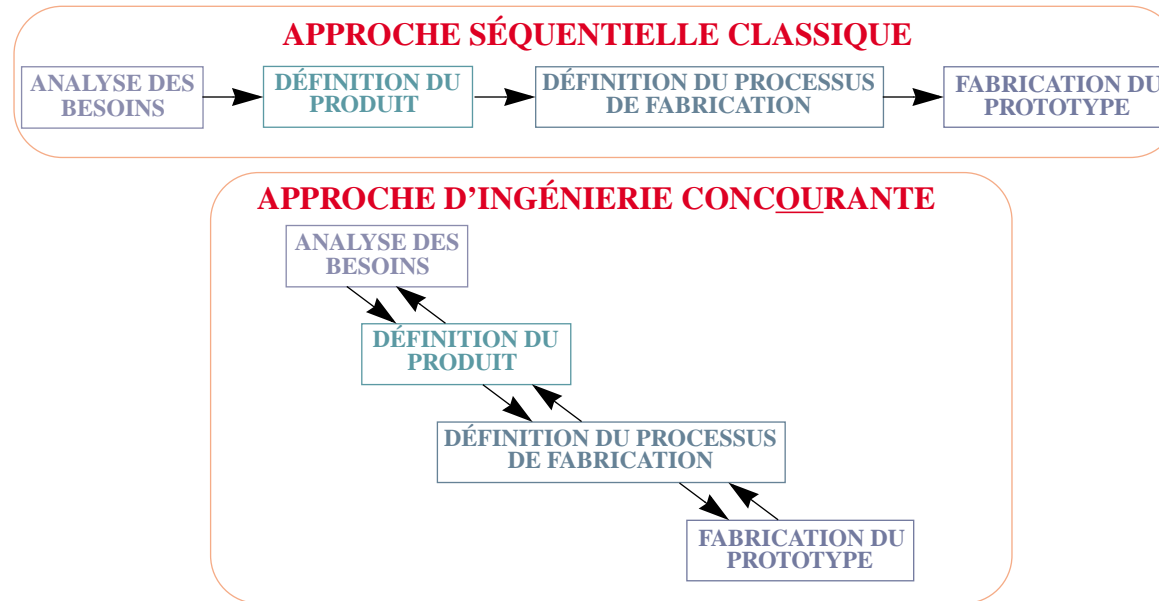 APPROCHE SÉQUENTIELLE CLASSIQUE
ANALYSE DES
BESOINS
DÉFINITION DU
PRODUIT
DÉFINITION DU PROCESSUS
DE FABRICATION
FABRICATION DU
PROTOTYPE
APPROCHE D’INGÉNIERIE CONCOURANTE
ANALYSE DES
BESOINS
DÉFINITION DU
PRODUIT
DÉFINITION DU PROCESSUS
DE FABRICATION
FABRICATION DU
PROTOTYPE